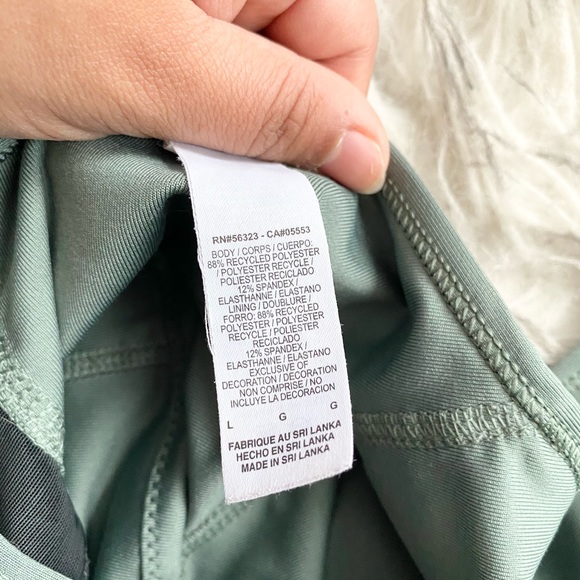 RN#56323 - CA#05553
BODY / CORPS / CUERPO:
88% RECYCLED POLYESTER
/ POLYESTER RECYCLE /
POLIESTER RECICLADO
12% SPANDEX /
ELASTHANNE / ELASTANO
LINING / DOUBLURE /
FORRO: 88% RECYCLED
POLYESTER / POLYESTER
RECYCLE / POLIESTER
RECICLADO
12% SPANDEX /
ELASTHANNE / ELASTANO
EXCLUSIVE OF
DECORATION / DECORATION
NON COMPRISE / NO
INCLUYE LA DECORACION
L G G
FABRIQUE AU SRI LANKA
HECHO EN SRI LANKA
MADE IN SRI LANKA